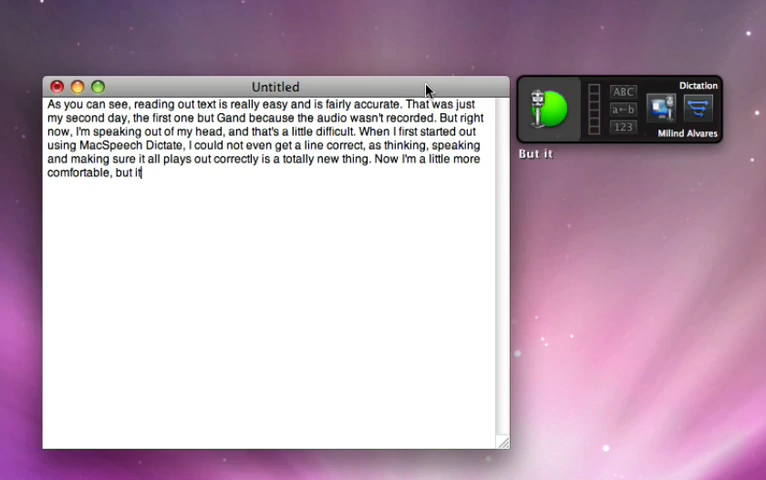 Untitled
As you can see, reading out text is really easy and is fairly accurate. That was just
my second day, the first one but Gand because the audio wasn't recorded. But right
now, I'm speaking out of my head, and that's a little difficult. When I first started out
using MacSpeech Dictate, I could not even get a line correct, as thinking, speaking
and making sure it all plays out correctly is a totally new thing. Now I'm a little more
comfortable, but it
ABC
a←b
123
Dictation
Milind Alvares
But it